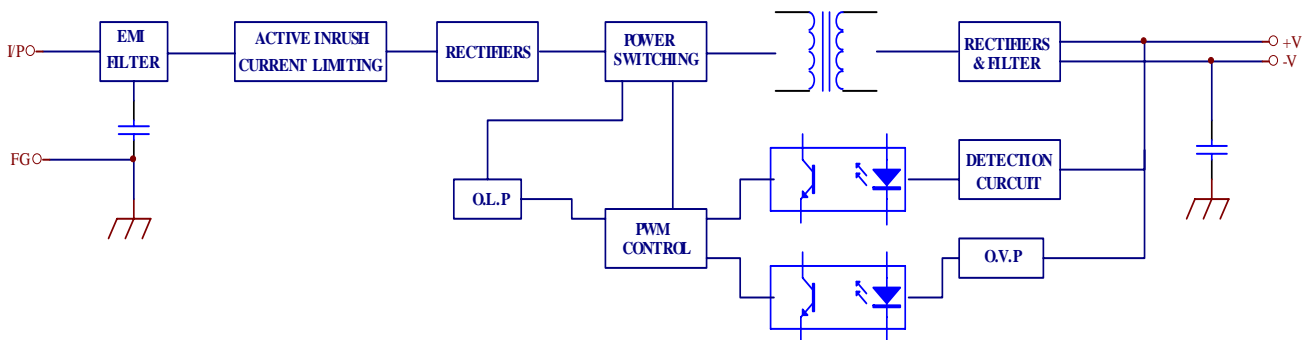 I/P
EMI
FILTER
ACTIVE INRUSH
CURRENT LIMITING
RECTIFIERS
POWER
SWITCHING
RECTIFIERS
& FILTER
+V
-V
FG
O.L.P
PWM
CONTROL
DETECTION
CURCUIT
O.V.P